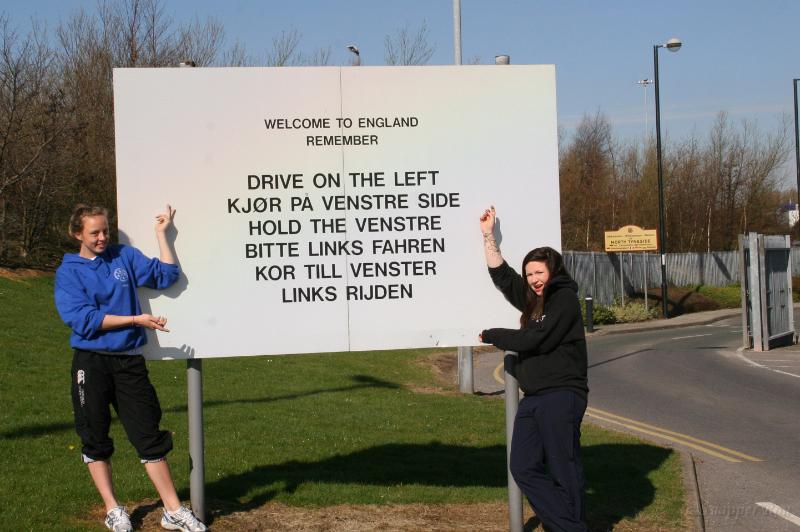 WELCOME TO ENGLAND
REMEMBER
DRIVE ON THE LEFT
KJØR PÅ VENSTRE SIDE
HOLD THE VENSTRE
BITTE LINKS FAHREN
KOR TILL VENSTER
LINKS RIJDEN
NORTH TYNESIDE